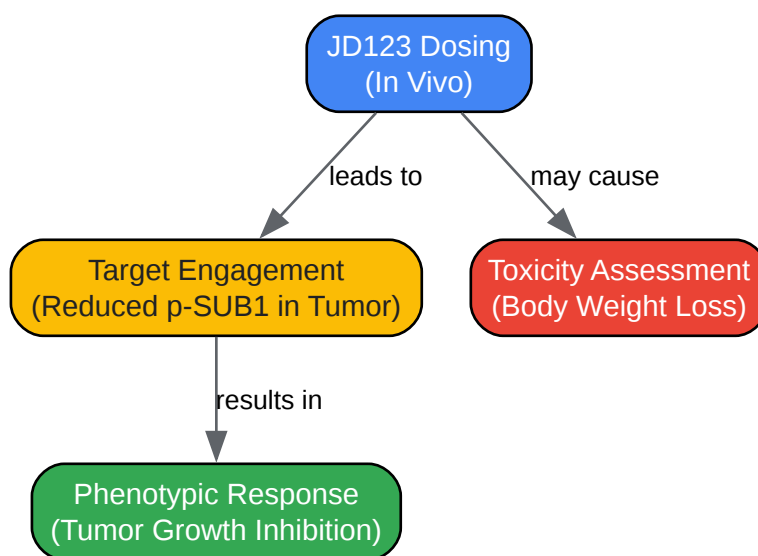 JD123 Dosing
(In Vivo)
leads to
may cause
Target Engagement
(Reduced p-SUB1 in Tumor)
Toxicity Assessment
(Body Weight Loss)
results in
Phenotypic Response
(Tumor Growth Inhibition)